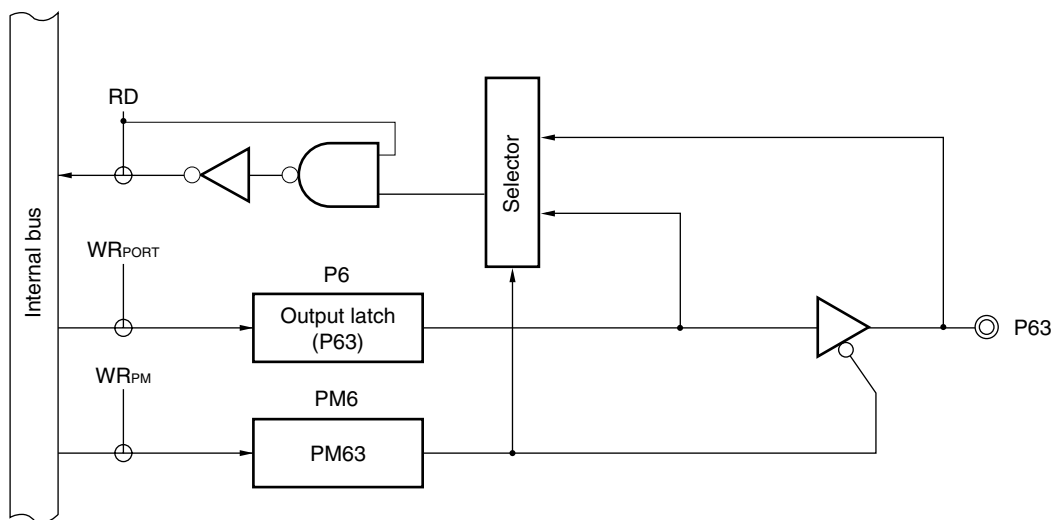 RD
Selector
Internal bus
WRPORT
P6
Output latch
(P63)
P63
WRPM
PM6
PM63